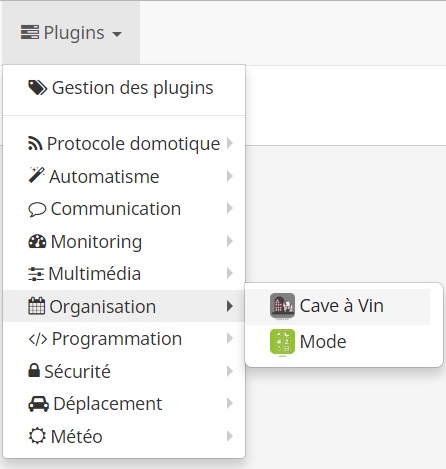 Plugins
Gestion des plugins
Protocole domotique
Automatisme
Communication
Monitoring
Multimédia
Organisation
Cave à Vin
Mode
Programmation
Sécurité
Déplacement
Météo